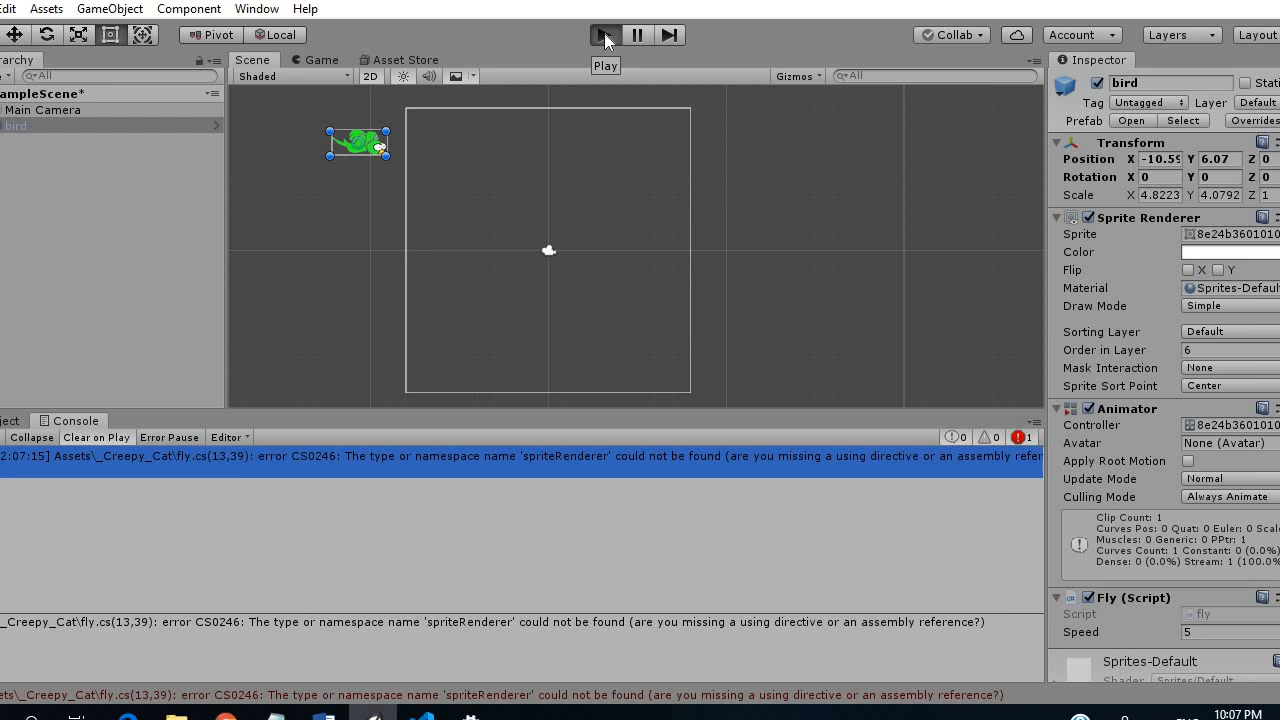 Edit Assets GameObject Component Window Help
Pivot Local Collab Account Layers Layout
Play
erarchy Scene Game Asset Store Inspector
All Shaded 2D Gizmos All
ampleScene* bird Stati
Main Camera Tag Untagged Layer Default
bird Prefab Open Select Overrides
Transform
Position X -10.59 Y 6.07 Z 0
Rotation X 0 Y 0 Z 0
Scale X 4.8223 Y 4.0792 Z 1
Sprite Renderer
Sprite 8e24b3601010
Color
Flip X Y
Material Sprites-Defaul
Draw Mode Simple
Sorting Layer Default
Order in Layer 6
Mask Interaction None
Sprite Sort Point Center
Animator
Controller 8e24b3601010
Avatar None (Avatar)
Apply Root Motion
Update Mode Normal
Culling Mode Always Animate
Clip Count: 1
Curves Pos: 0 Quat: 0 Euler: 0 Scal
Muscles: 0 Generic: 0 PPtr: 1
Curves Count: 1 Constant: 0 (0.0%)
Dense: 0 (0.0%) Stream: 1 (100.0%
Fly (Script)
Script fly
Speed 5
Sprites-Default
Shader Sprites/Default
ject Console
Collapse Clear on Play Error Pause Editor 0 0 1
2:07:15] Assets\_Creepy_Cat\fly.cs(13,39): error CS0246: The type or namespace name 'spriteRenderer' could not be found (are you missing a using directive or an assembly refer
_Creepy_Cat\fly.cs(13,39): error CS0246: The type or namespace name 'spriteRenderer' could not be found (are you missing a using directive or an assembly reference?)
ets\_Creepy_Cat\fly.cs(13,39): error CS0246: The type or namespace name 'spriteRenderer' could not be found (are you missing a using directive or an assembly reference?)
10:07 PM